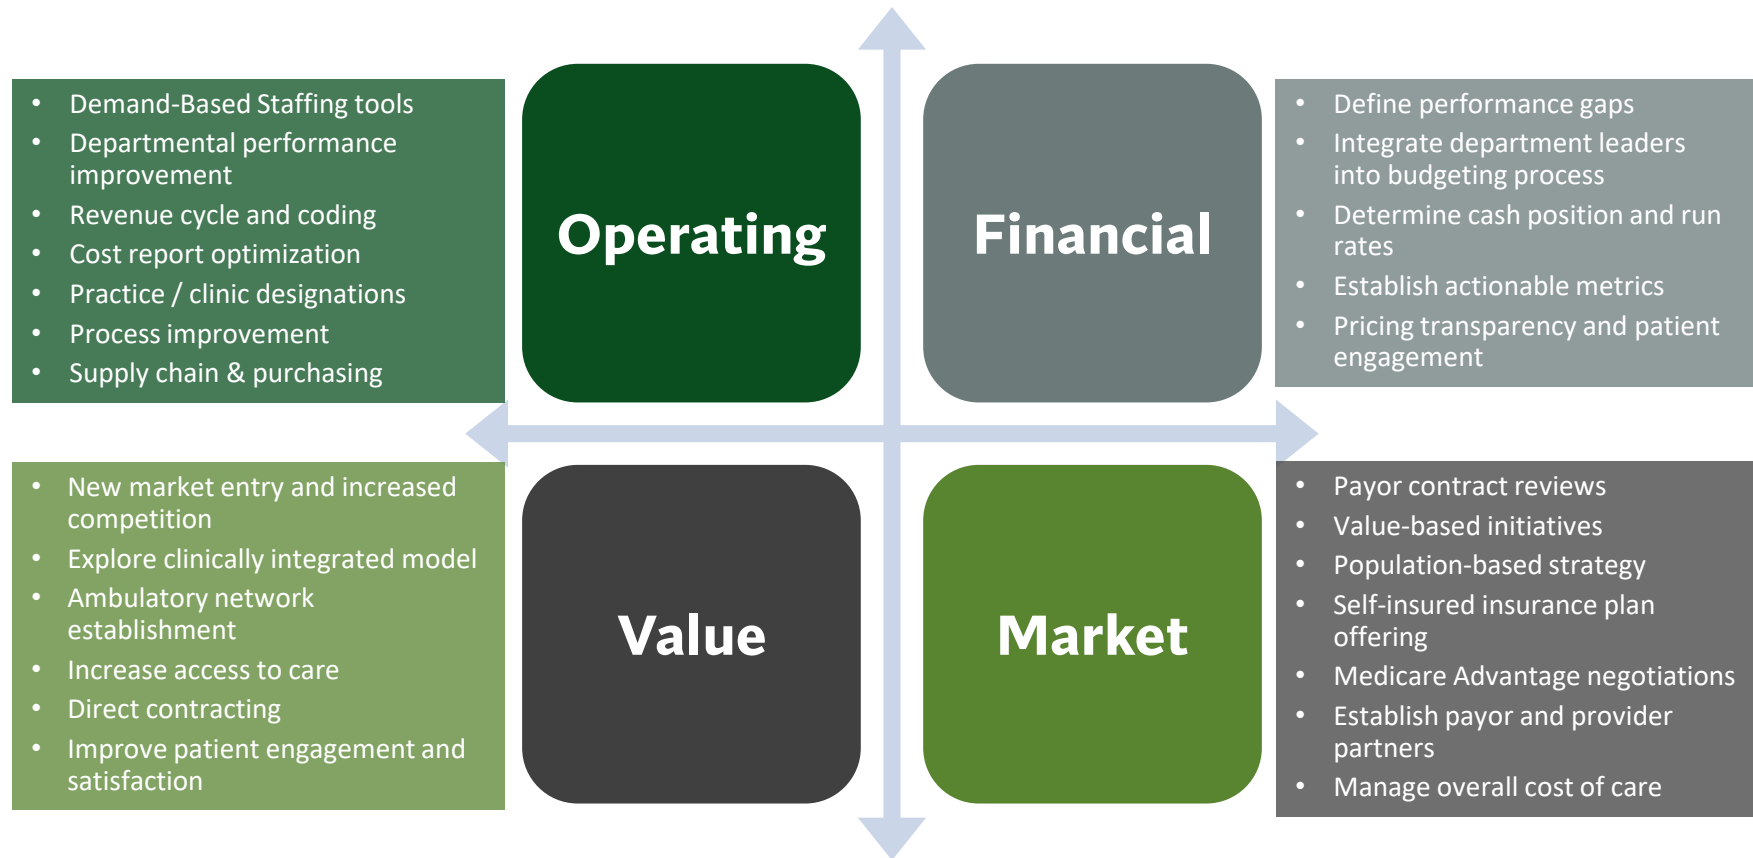 • Demand-Based Staffing tools
• Departmental performance
improvement
• Revenue cycle and coding
• Cost report optimization
• Practice / clinic designations
• Process improvement
• Supply chain & purchasing
Operating
Financial
• Define performance gaps
• Integrate department leaders
into budgeting process
• Determine cash position and run
rates
• Establish actionable metrics
• Pricing transparency and patient
engagement
• New market entry and increased
competition
• Explore clinically integrated model
• Ambulatory network
establishment
• Increase access to care
• Direct contracting
• Improve patient engagement and
satisfaction
Value
Market
• Payor contract reviews
• Value-based initiatives
• Population-based strategy
• Self-insured insurance plan
offering
• Medicare Advantage negotiations
• Establish payor and provider
partners
• Manage overall cost of care